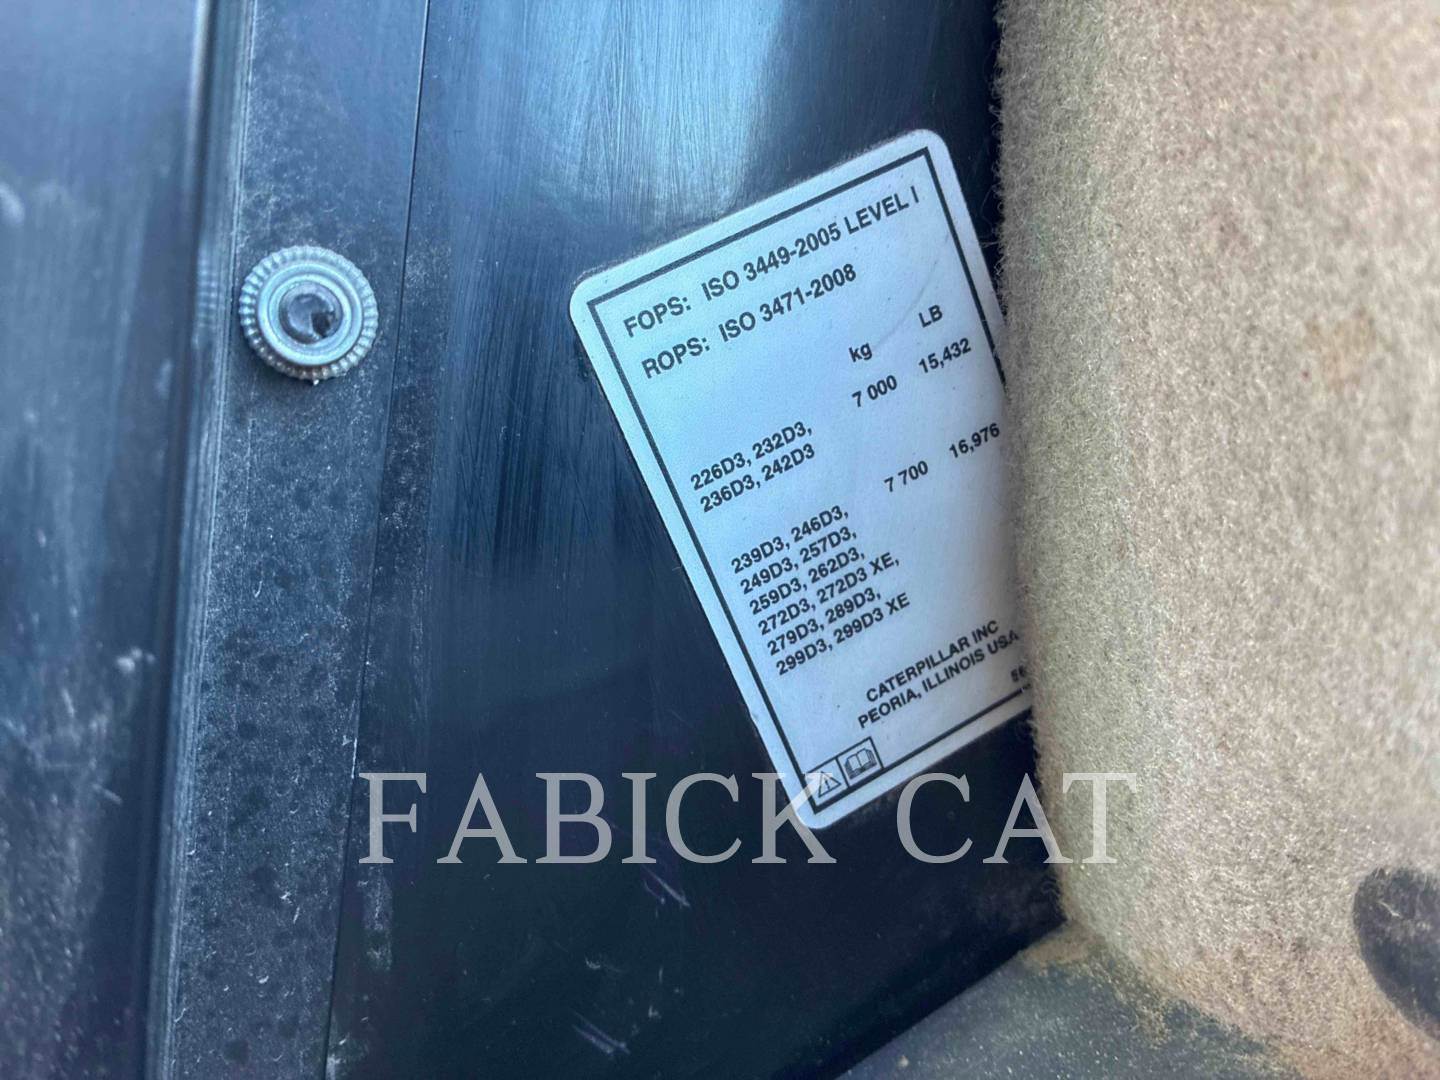 FOPS: ISO 3449-2005 LEVEL I
ROPS: ISO 3471-2008
kg LB
7 000 15,432
226D3, 232D3,
236D3, 242D3
7 700 16,976
239D3, 246D3,
249D3, 257D3,
259D3, 262D3,
272D3, 272D3 XE,
279D3, 289D3,
299D3, 299D3 XE
CATERPILLAR INC
PEORIA, ILLINOIS USA
FABICK CAT